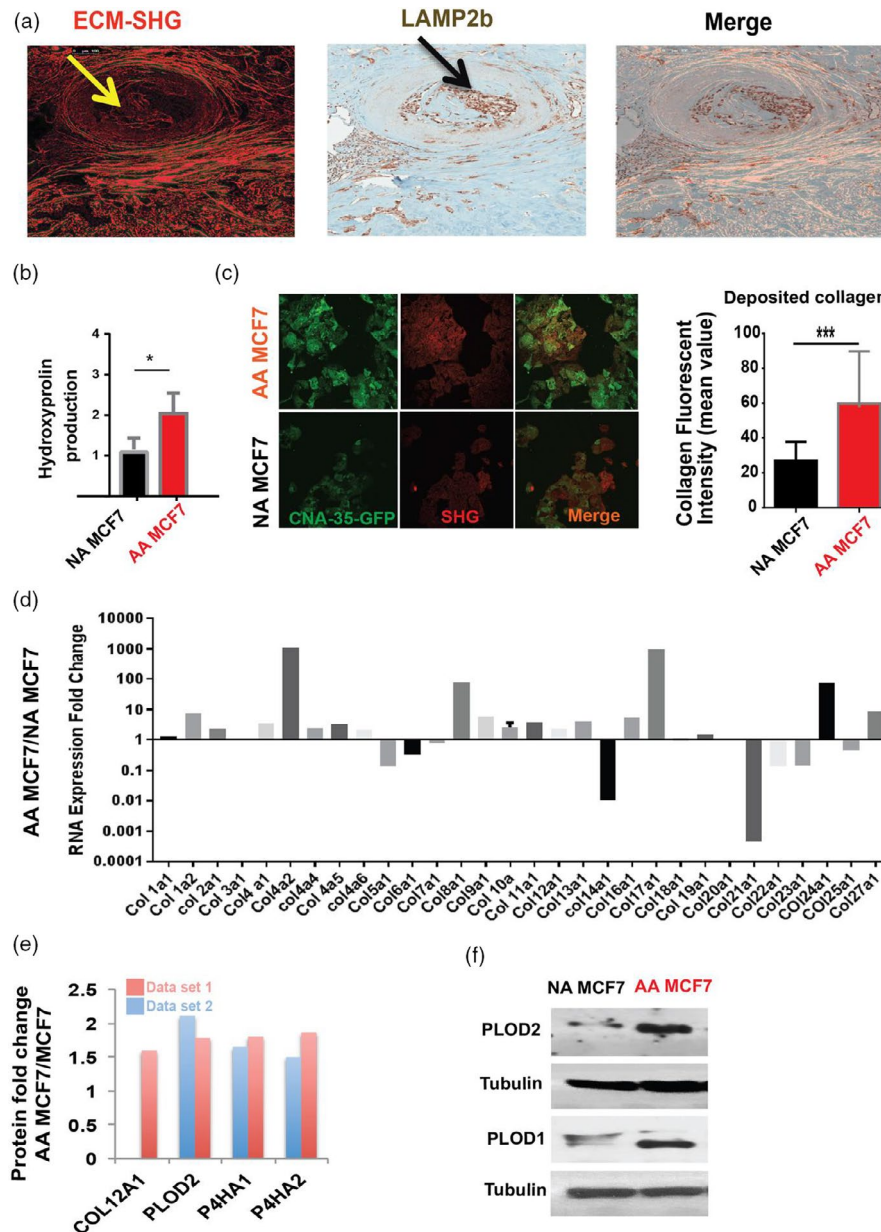 (a)
ECM-SHG
LAMP2b
Merge
(b)
Hydroxyprolin
production
4
3
2
1
*
NA MCF7
AA MCF7
(c)
AA MCF7
NA MCF7
CNA-35-GFP
SHG
Merge
Deposited collagen
Collagen Fluorescent
Intensity (mean value)
100
80
60
40
20
0
***
NA MCF7
AA MCF7
(d)
AA MCF7/NA MCF7
RNA Expression Fold Change
10000
1000
100
10
1
0.1
0.01
0.001
0.0001
Col 1a1
Col 1a2
col 2a1
Col 3a1
Col4 a1
Col4a2
col4a4
Col 4a5
col4a6
Col5a1
Col6a1
Col7a1
Col8a1
Col9a1
Col 10a
Col 11a1
Col12a1
Col13a1
col14a1
Col16a1
Col17a1
Col18a1
Col 19a1
Col20a1
Col21a1
Col22a1
Col23a1
COl24a1
COl25a1
Col27a1
(e)
Protein fold change
AA MCF7/MCF7
2.5
2
1.5
1
0.5
0
Data set 1
Data set 2
COL12A1
PLOD2
P4HA1
P4HA2
(f)
NA MCF7 AA MCF7
PLOD2
Tubulin
PLOD1
Tubulin